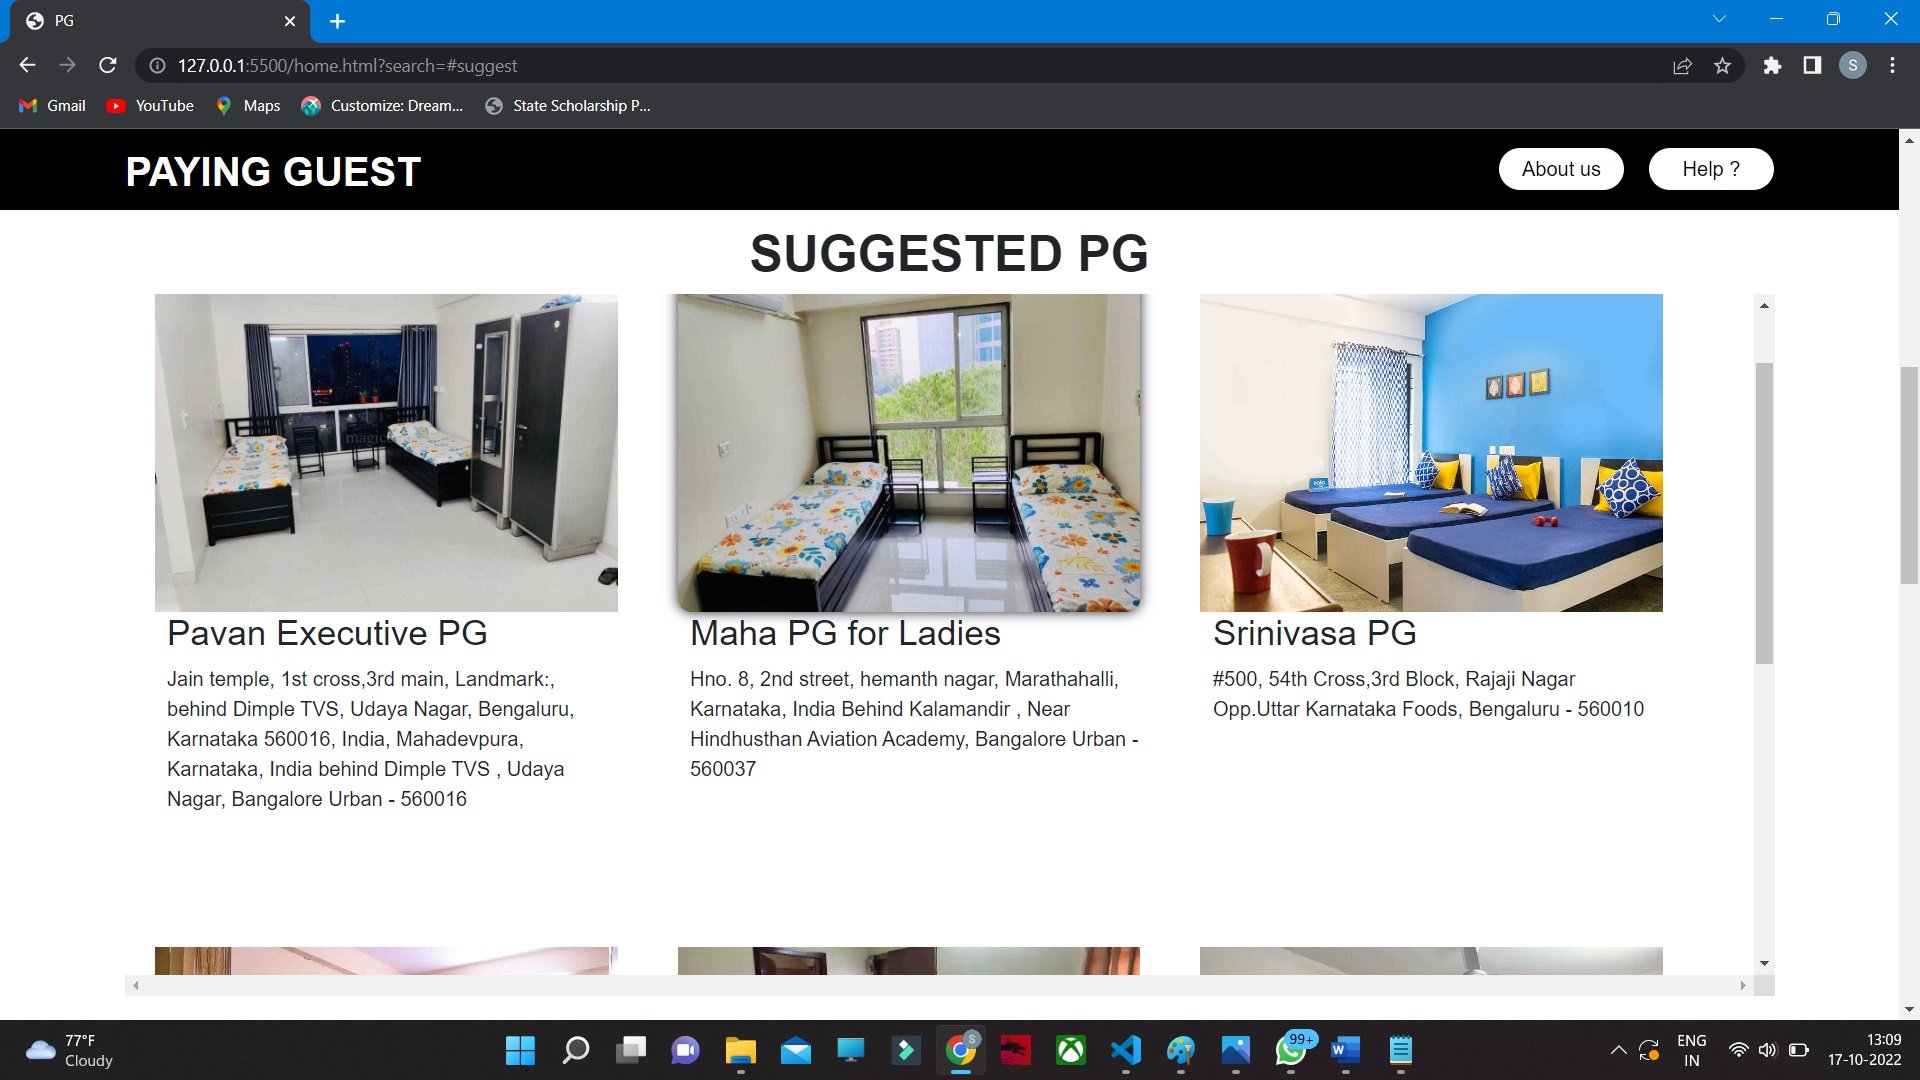 PG
127.0.0.1:5500/home.html?search=#suggest
S
Gmail
YouTube
Maps
Customize: Dream...
State Scholarship P...
PAYING GUEST
About us
Help ?
SUGGESTED PG
magic
zolo
Pavan Executive PG
Jain temple, 1st cross,3rd main, Landmark:,
behind Dimple TVS, Udaya Nagar, Bengaluru,
Karnataka 560016, India, Mahadevpura,
Karnataka, India behind Dimple TVS , Udaya
Nagar, Bangalore Urban - 560016
Maha PG for Ladies
Hno. 8, 2nd street, hemanth nagar, Marathahalli,
Karnataka, India Behind Kalamandir , Near
Hindhusthan Aviation Academy, Bangalore Urban -
560037
Srinivasa PG
#500, 54th Cross,3rd Block, Rajaji Nagar
Opp.Uttar Karnataka Foods, Bengaluru - 560010
77°F
Cloudy
S
99+
W
ENG
IN
13:09
17-10-2022